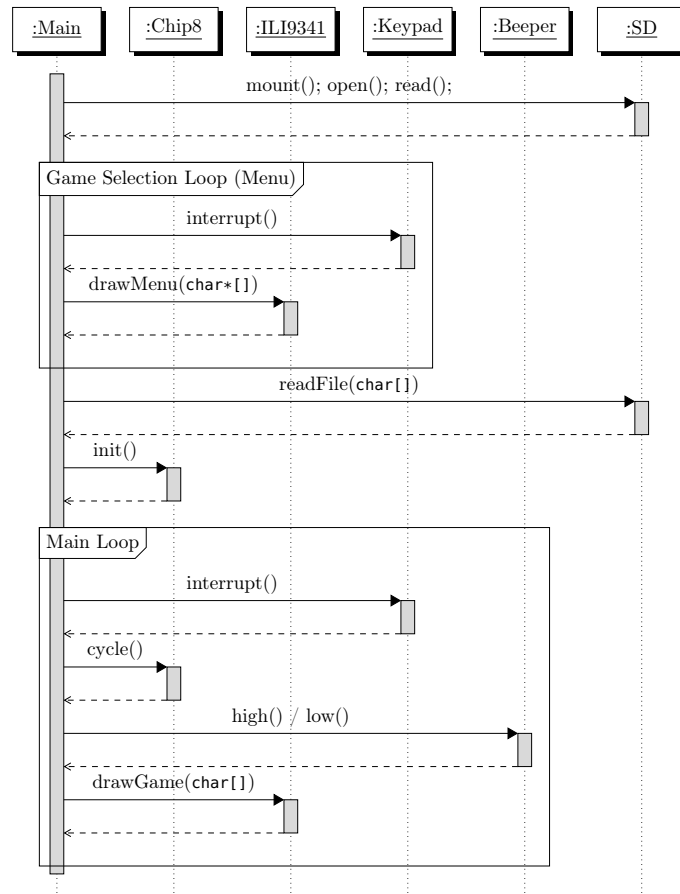 :Main :Chip8 :ILI9341 :Keypad :Beeper :SD
mount(); open(); read();
Game Selection Loop (Menu)
interrupt()
drawMenu(char*[])
readFile(char[])
init()
Main Loop
interrupt()
cycle()
high() / low()
drawGame(char[])